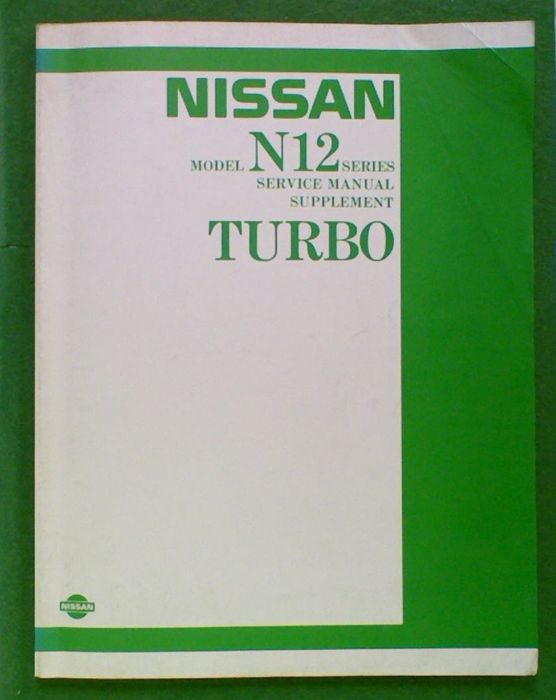 NISSAN
MODEL N12 SERIES
SERVICE MANUAL
SUPPLEMENT
TURBO
NISSAN